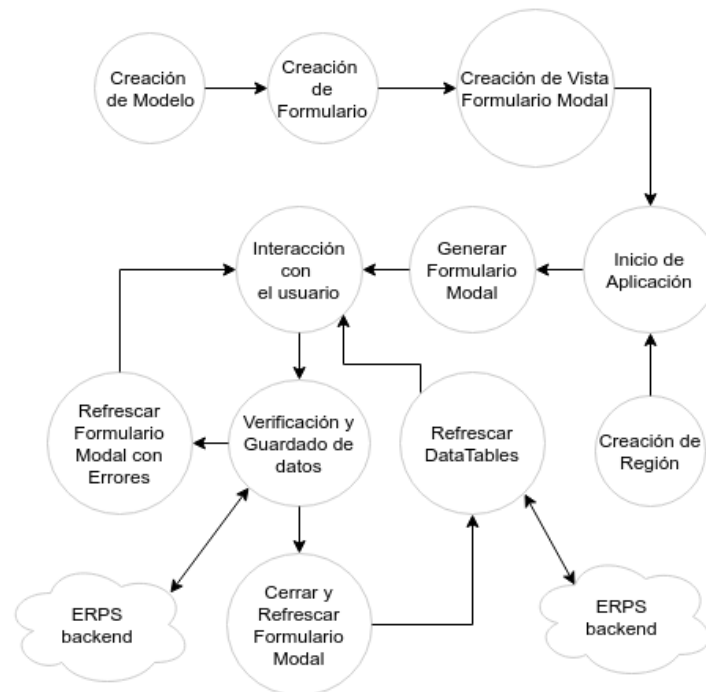 Creación
de Modelo
Creación
de
Formulario
Creación de Vista
Formulario Modal
Interacción
con
el usuario
Generar
Formulario
Modal
Inicio de
Aplicación
Refrescar
Formulario
Modal con
Errores
Verificación y
Guardado de
datos
Refrescar
DataTables
Creación de
Región
ERPS
backend
Cerrar y
Refrescar
Formulario
Modal
ERPS
backend